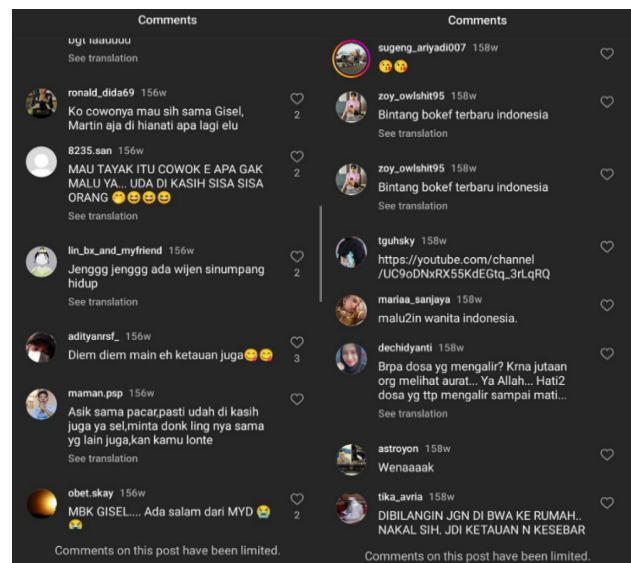 Comments
bgt laauuuu
See translation
ronald_dida69 156w
Ko cowonya mau sih sama Gisel,
Martin aja di hianati apa lagi elu
2
8235.san 156w
MAU TAYAK ITU COWOK E APA GAK
MALU YA... UDA DI KASIH SISA SISA
ORANG 🤭😆😆😆
2
See translation
lin_bx_and_myfriend 156w
Jenggg jenggg ada wijen sinumpang
hidup
2
See translation
adityanrsf_ 156w
Diem diem main eh ketauan juga😋😋
3
maman.psp 156w
Asik sama pacar,pasti udah di kasih
juga ya sel,minta donk ling nya sama
yg lain juga,kan kamu lonte
See translation
obet.skay 156w
MBK GISEL.... Ada salam dari MYD 😭
😭
2
Comments on this post have been limited.
Comments
sugeng_ariyadi007 158w
😘😘
zoy_owlshit95 158w
Bintang bokef terbaru indonesia
See translation
zoy_owlshit95 158w
Bintang bokef terbaru indonesia
See translation
tguhsky 158w
https://youtube.com/channel
/UC9oDNxRX55KdEGtq_3rLqRQ
mariaa_sanjaya 158w
malu2in wanita indonesia.
dechidyanti 158w
Brpa dosa yg mengalir? Krna jutaan
org melihat aurat... Ya Allah... Hati2
dosa yg ttp mengalir sampai mati...
See translation
astroyon 158w
Wenaaaak
tika_avria 158w
DIBILANGIN JGN DI BWA KE RUMAH..
NAKAL SIH. JDI KETAUAN N KESEBAR
Comments on this post have been limited.